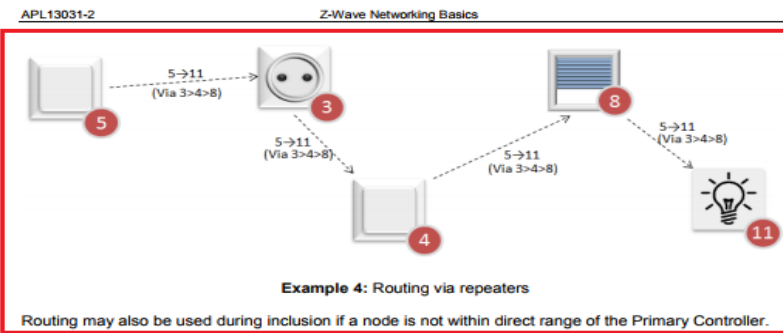 APL13031-2 Z-Wave Networking Basics
5→11
(Via 3>4>8)
5
3
8
5→11
(Via 3>4>8)
5→11
(Via 3>4>8)
5→11
(Via 3>4>8)
4
11
Example 4: Routing via repeaters
Routing may also be used during inclusion if a node is not within direct range of the Primary Controller.